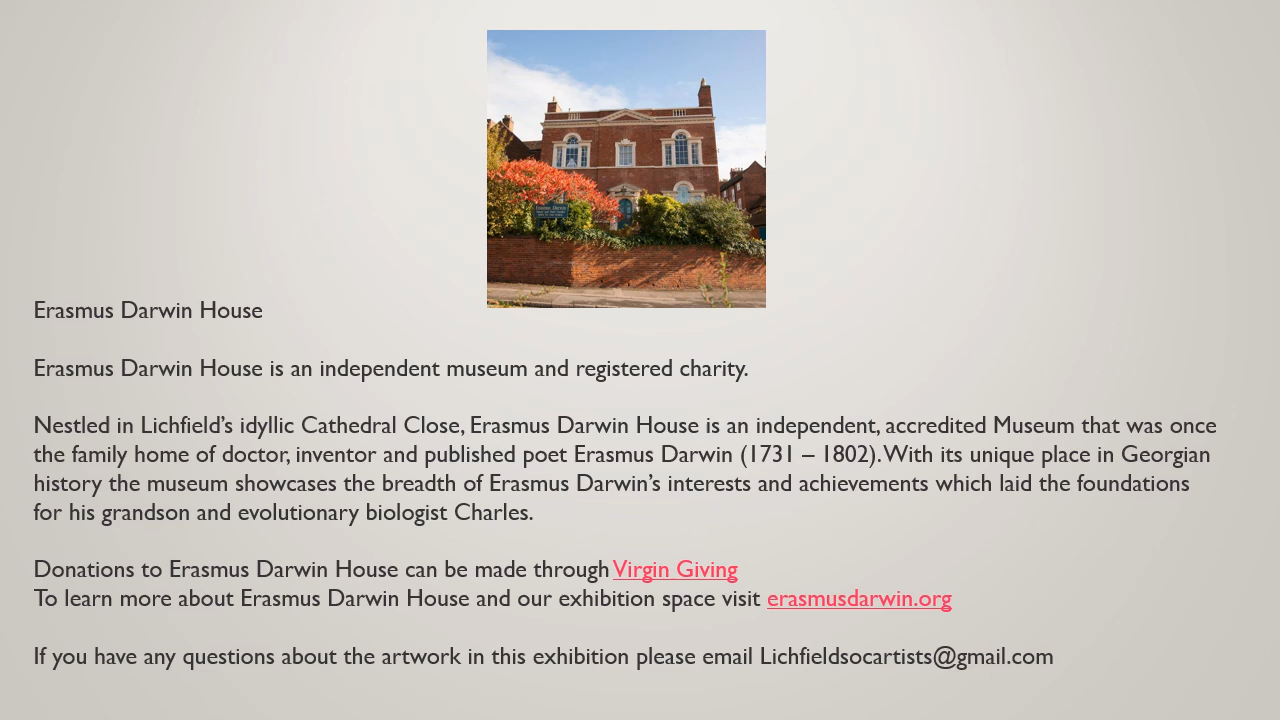 Erasmus Darwin
Erasmus Darwin House
Erasmus Darwin House is an independent museum and registered charity.
Nestled in Lichfield’s idyllic Cathedral Close, Erasmus Darwin House is an independent, accredited Museum that was once
the family home of doctor, inventor and published poet Erasmus Darwin (1731 – 1802). With its unique place in Georgian
history the museum showcases the breadth of Erasmus Darwin’s interests and achievements which laid the foundations
for his grandson and evolutionary biologist Charles.
Donations to Erasmus Darwin House can be made through Virgin Giving
To learn more about Erasmus Darwin House and our exhibition space visit erasmusdarwin.org
If you have any questions about the artwork in this exhibition please email Lichfieldsocartists@gmail.com